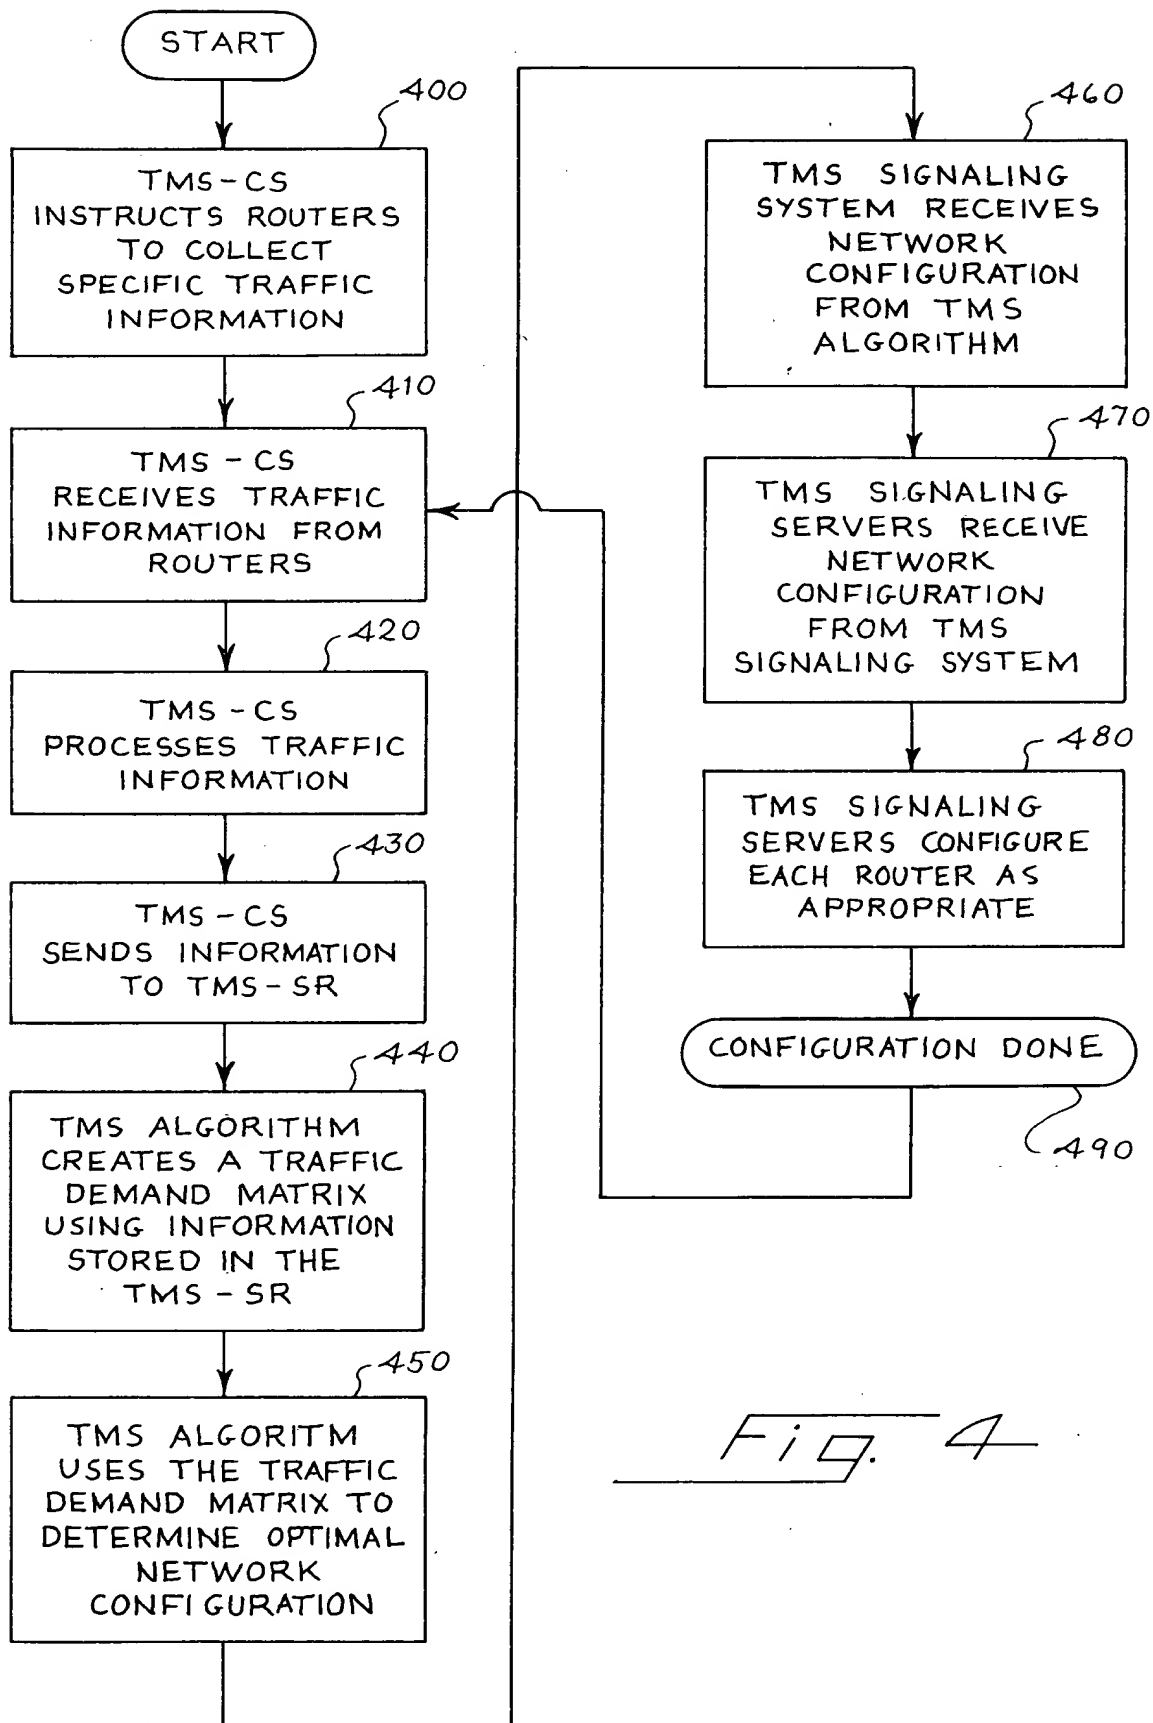 START
400
TMS-CS
INSTRUCTS ROUTERS
TO COLLECT
SPECIFIC TRAFFIC
INFORMATION
410
TMS-CS
RECEIVES TRAFFIC
INFORMATION FROM
ROUTERS
420
TMS-CS
PROCESSES TRAFFIC
INFORMATION
430
TMS-CS
SENDS INFORMATION
TO TMS-SR
440
TMS ALGORITHM
CREATES A TRAFFIC
DEMAND MATRIX
USING INFORMATION
STORED IN THE
TMS-SR
450
TMS ALGORITM
USES THE TRAFFIC
DEMAND MATRIX TO
DETERMINE OPTIMAL
NETWORK
CONFIGURATION
460
TMS SIGNALING
SYSTEM RECEIVES
NETWORK
CONFIGURATION
FROM TMS
ALGORITHM
470
TMS SIGNALING
SERVERS RECEIVE
NETWORK
CONFIGURATION
FROM TMS
SIGNALING SYSTEM
480
TMS SIGNALING
SERVERS CONFIGURE
EACH ROUTER AS
APPROPRIATE
CONFIGURATION DONE
490
Fig. 4